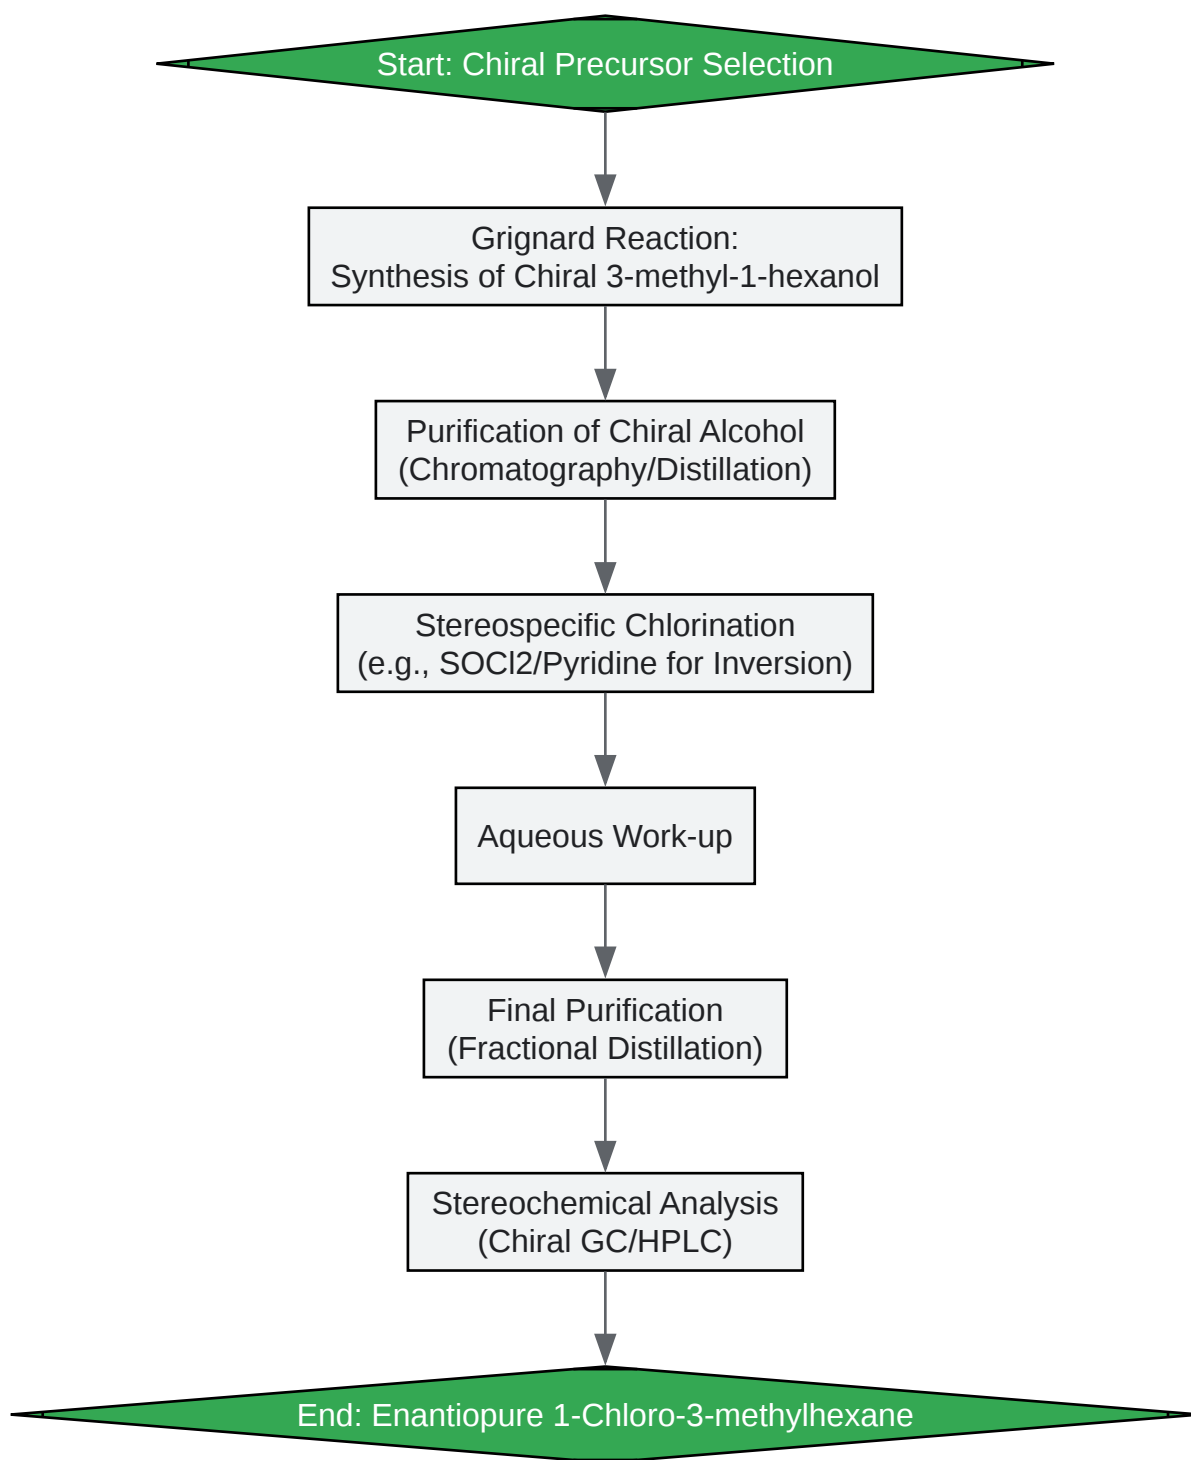 Start: Chiral Precursor Selection
Grignard Reaction:
Synthesis of Chiral 3-methyl-1-hexanol
Purification of Chiral Alcohol
(Chromatography/Distillation)
Stereospecific Chlorination
(e.g., SOCl2/Pyridine for Inversion)
Aqueous Work-up
Final Purification
(Fractional Distillation)
Stereochemical Analysis
(Chiral GC/HPLC)
End: Enantiopure 1-Chloro-3-methylhexane